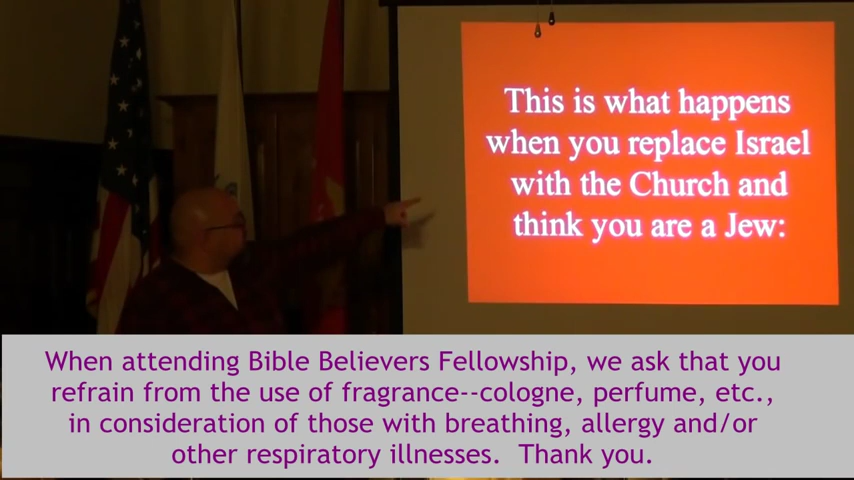 This is what happens
when you replace Israel
with the Church and
think you are a Jew:
When attending Bible Believers Fellowship, we ask that you
refrain from the use of fragrance--cologne, perfume, etc.,
in consideration of those with breathing, allergy and/or
other respiratory illnesses.  Thank you.